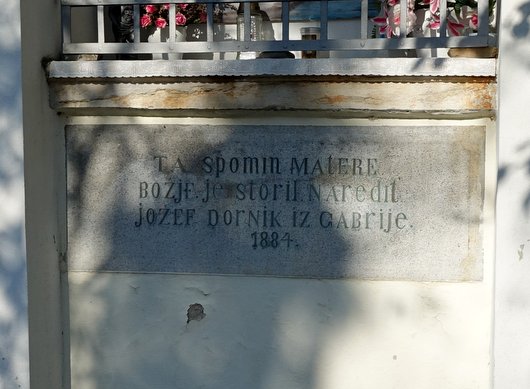 TA spomin MATERE
BOZJE. je storil NAREDIT.
jOZEF DORNIK iZ GABRije.
1884.